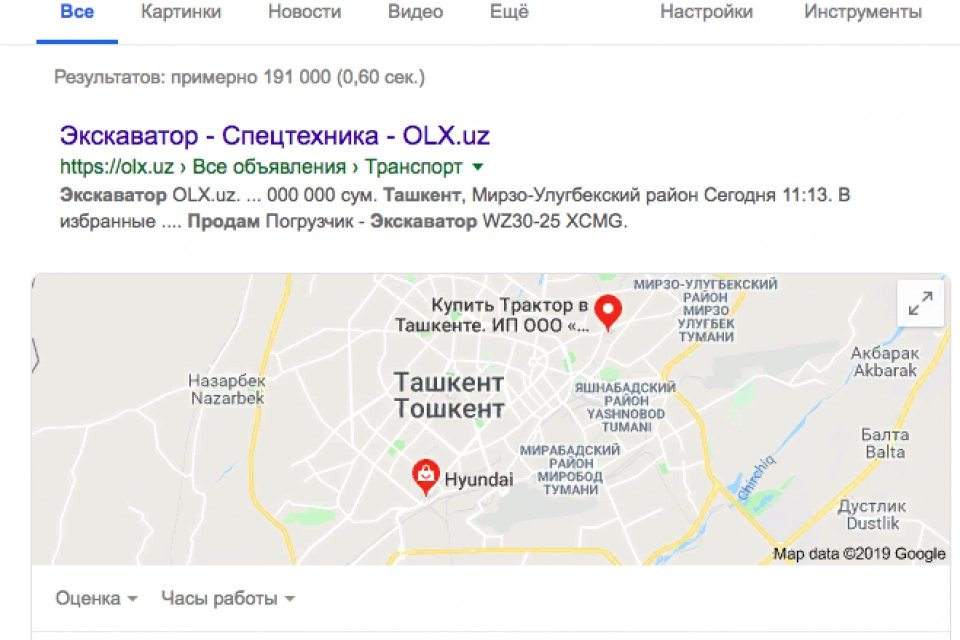 Все Картинки Новости Видео Ещё Настройки Инструменты
Результатов: примерно 191 000 (0,60 сек.)
Экскаватор - Спецтехника - OLX.uz
https://olx.uz › Все объявления › Транспорт
Экскаватор OLX.uz. ... 000 000 сум. Ташкент, Мирзо-Улугбекский район Сегодня 11:13. В
избранные .... Продам Погрузчик - Экскаватор WZ30-25 XCMG.
МИРЗО-УЛУГБЕКСКИЙ
РАЙОН
МИРЗО
УЛУГБЕК
ТУМАНИ
Купить Трактор в
Ташкенте. ИП ООО «...
Акбарак
Akbarak
Назарбек
Nazarbek
Ташкент
Тошкент
ЯШНАБАДСКИЙ
РАЙОН
YASHNOBOD
TUMANI
Балта
Balta
МИРАБАДСКИЙ
РАЙОН
МИРОБОД
ТУМАНИ
Hyundai
Chirchiq
Дустлик
Dustlik
Map data ©2019 Google
Оценка Часы работы